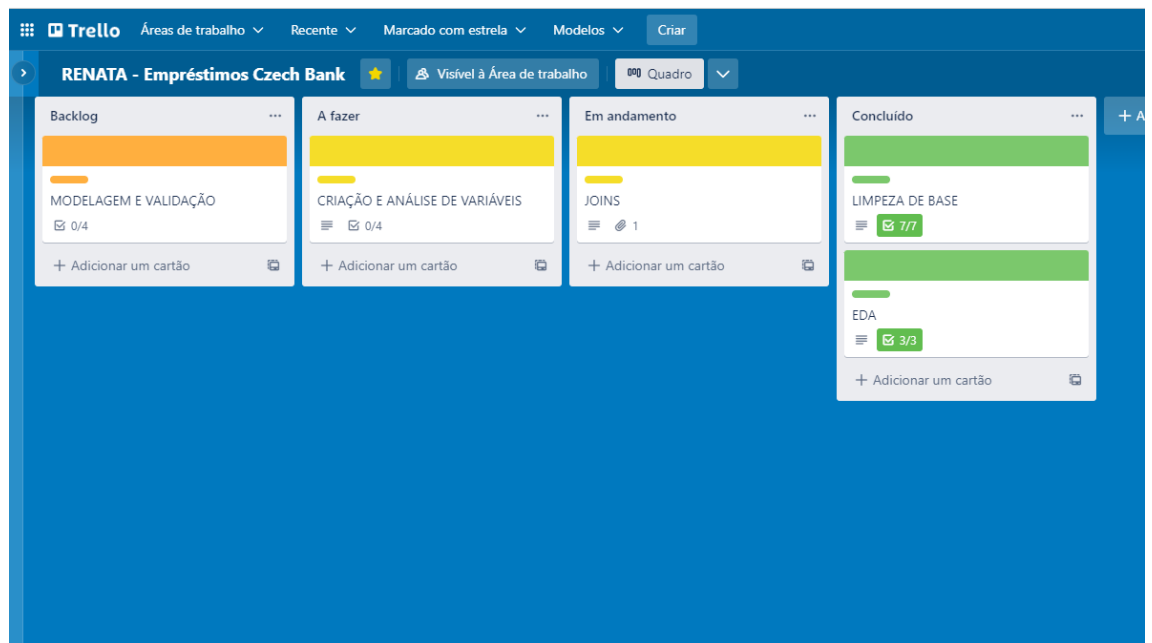 Trello Áreas de trabalho Recente Marcado com estrela Modelos Criar
RENATA - Empréstimos Czech Bank Visível à Área de trabalho Quadro
Backlog
MODELAGEM E VALIDAÇÃO
0/4
+ Adicionar um cartão
A fazer
CRIAÇÃO E ANÁLISE DE VARIÁVEIS
0/4
+ Adicionar um cartão
Em andamento
JOINS
1
+ Adicionar um cartão
Concluído
LIMPEZA DE BASE
7/7
EDA
3/3
+ Adicionar um cartão
+ A